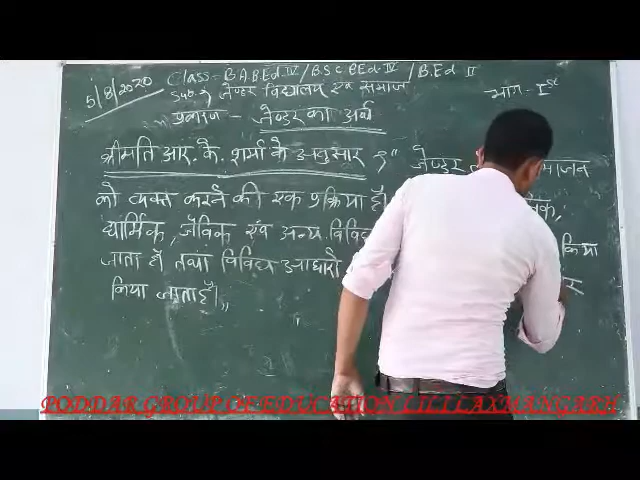 5/8/2020 Class:- B.A.B.Ed. IV / B.SC. B.Ed. IV / B.Ed II
Sub.→ जेण्डर विद्यालय एवं समाज
भाग- Ist
प्रकरण - जेण्डर का अर्थ
श्रीमति आर. के. शर्मा के अनुसार "जेण्डर
को व्यक्त करने की एक प्रक्रिया है।
धार्मिक, जैविक एंव अन्य विविध
जाता है तथा विविध आधारो
किया जाता है।,,
PODDAR GROUP OF EDUCATION LILI LAXMANGARH